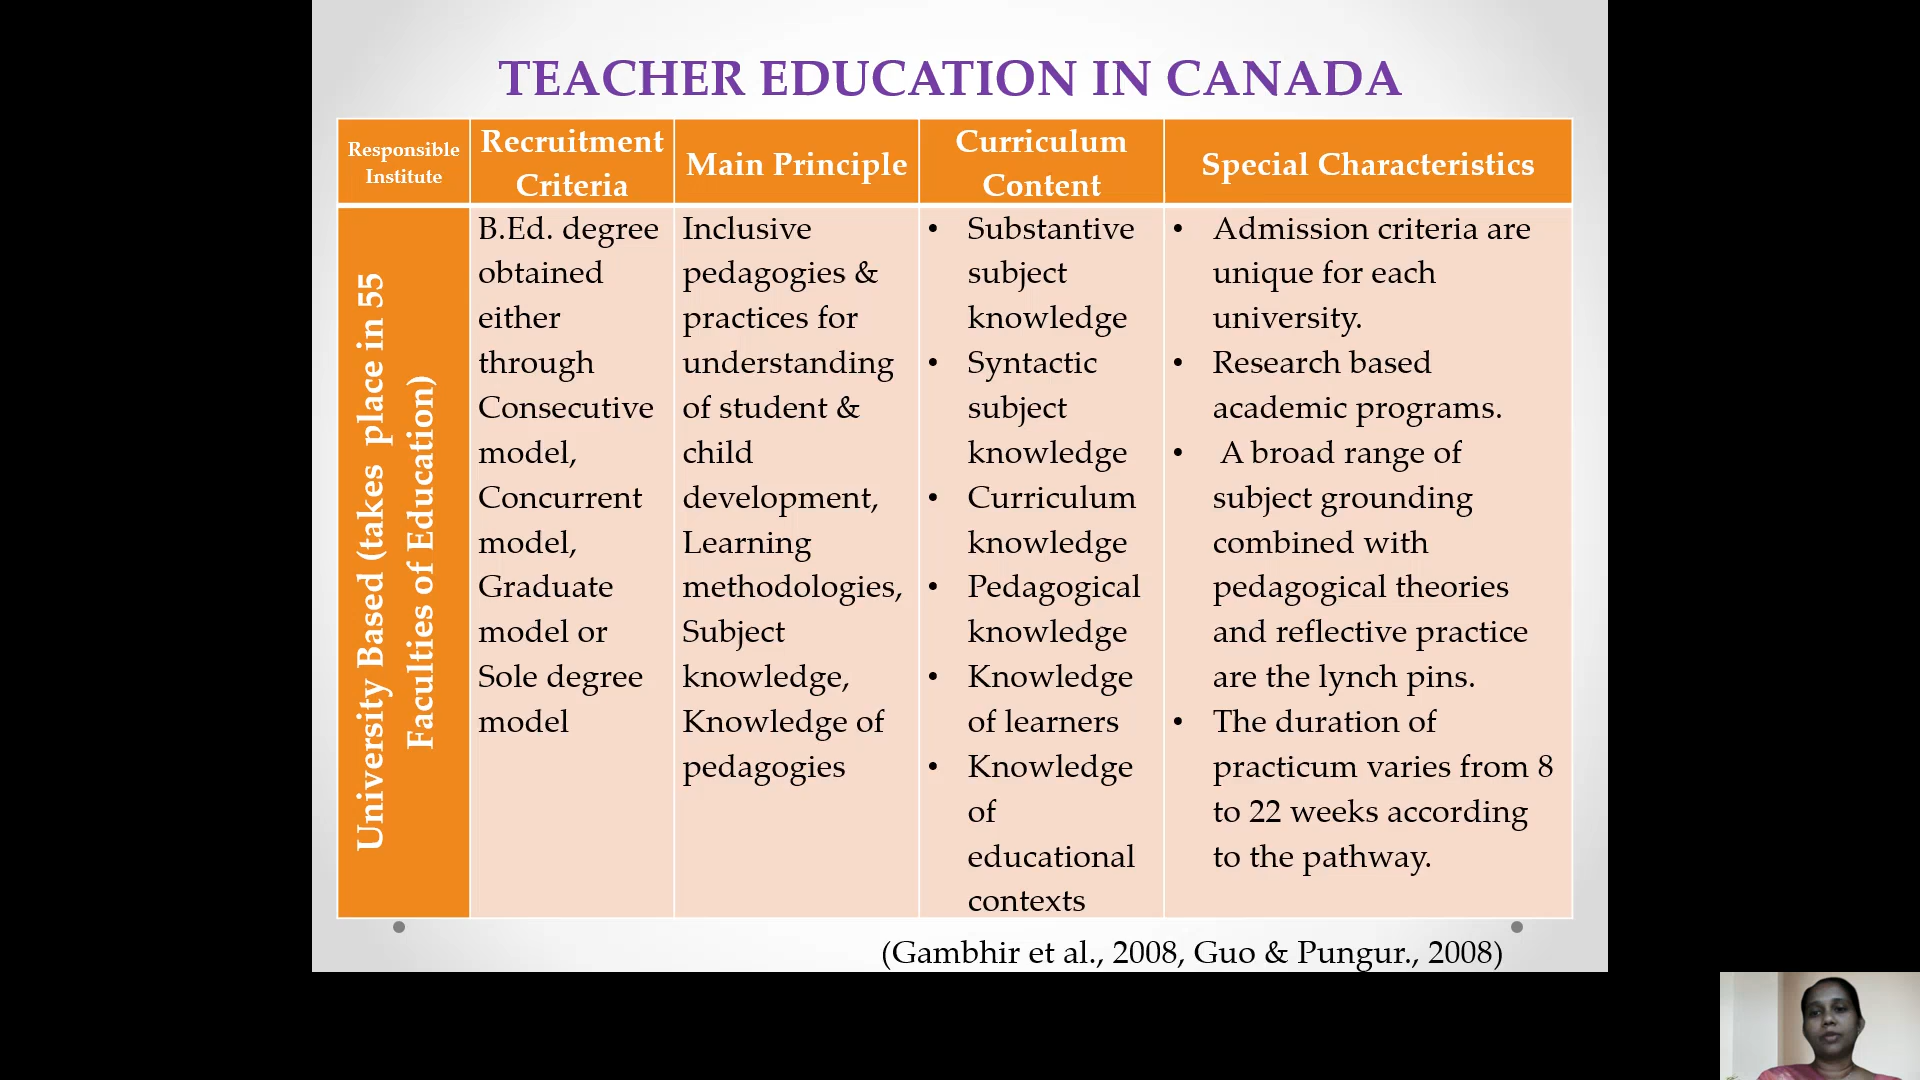 TEACHER EDUCATION IN CANADA
Responsible
Institute
Recruitment
Criteria
Main Principle
Curriculum
Content
Special Characteristics
University Based (takes place in 55
Faculties of Education)
B.Ed. degree
obtained
either
through
Consecutive
model,
Concurrent
model,
Graduate
model or
Sole degree
model
Inclusive
pedagogies &
practices for
understanding
of student &
child
development,
Learning
methodologies,
Subject
knowledge,
Knowledge of
pedagogies
• Substantive
subject
knowledge
• Syntactic
subject
knowledge
• Curriculum
knowledge
• Pedagogical
knowledge
• Knowledge
of learners
• Knowledge
of
educational
contexts
• Admission criteria are
unique for each
university.
• Research based
academic programs.
• A broad range of
subject grounding
combined with
pedagogical theories
and reflective practice
are the lynch pins.
• The duration of
practicum varies from 8
to 22 weeks according
to the pathway.
(Gambhir et al., 2008, Guo & Pungur., 2008)